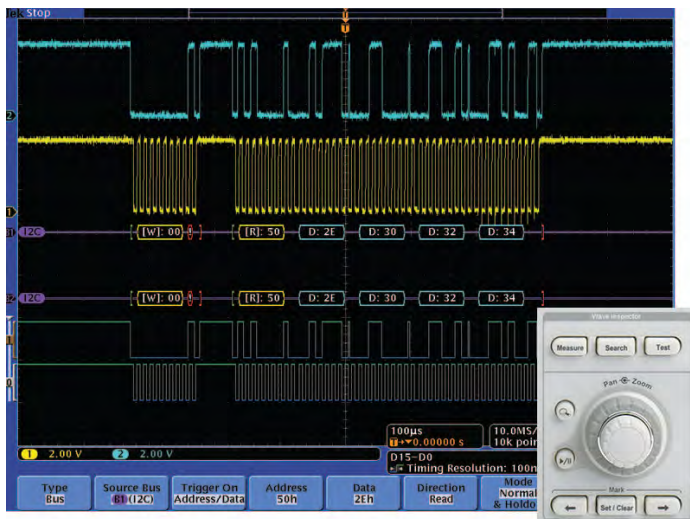 Tek Stop
T
T
2
1
B1 I2C [W]: 00 ! [R]: 50 D: 2E D: 30 D: 32 D: 34
B2 I2C [W]: 00 [R]: 50 D: 2E D: 30 D: 32 D: 34
1
0
100µs 10.0MS/
T→▼0.00000 s 10k poin
1 2.00 V 2 2.00 V
D15–D0
Timing Resolution: 100n
Type Source Bus Trigger On Address Data Direction Mode
Bus B1 (I2C) Address/Data 50h 2Eh Read Normal
& Holdo
Wave Inspector
Measure Search Test
Pan Zoom
Mark
← Set / Clear →